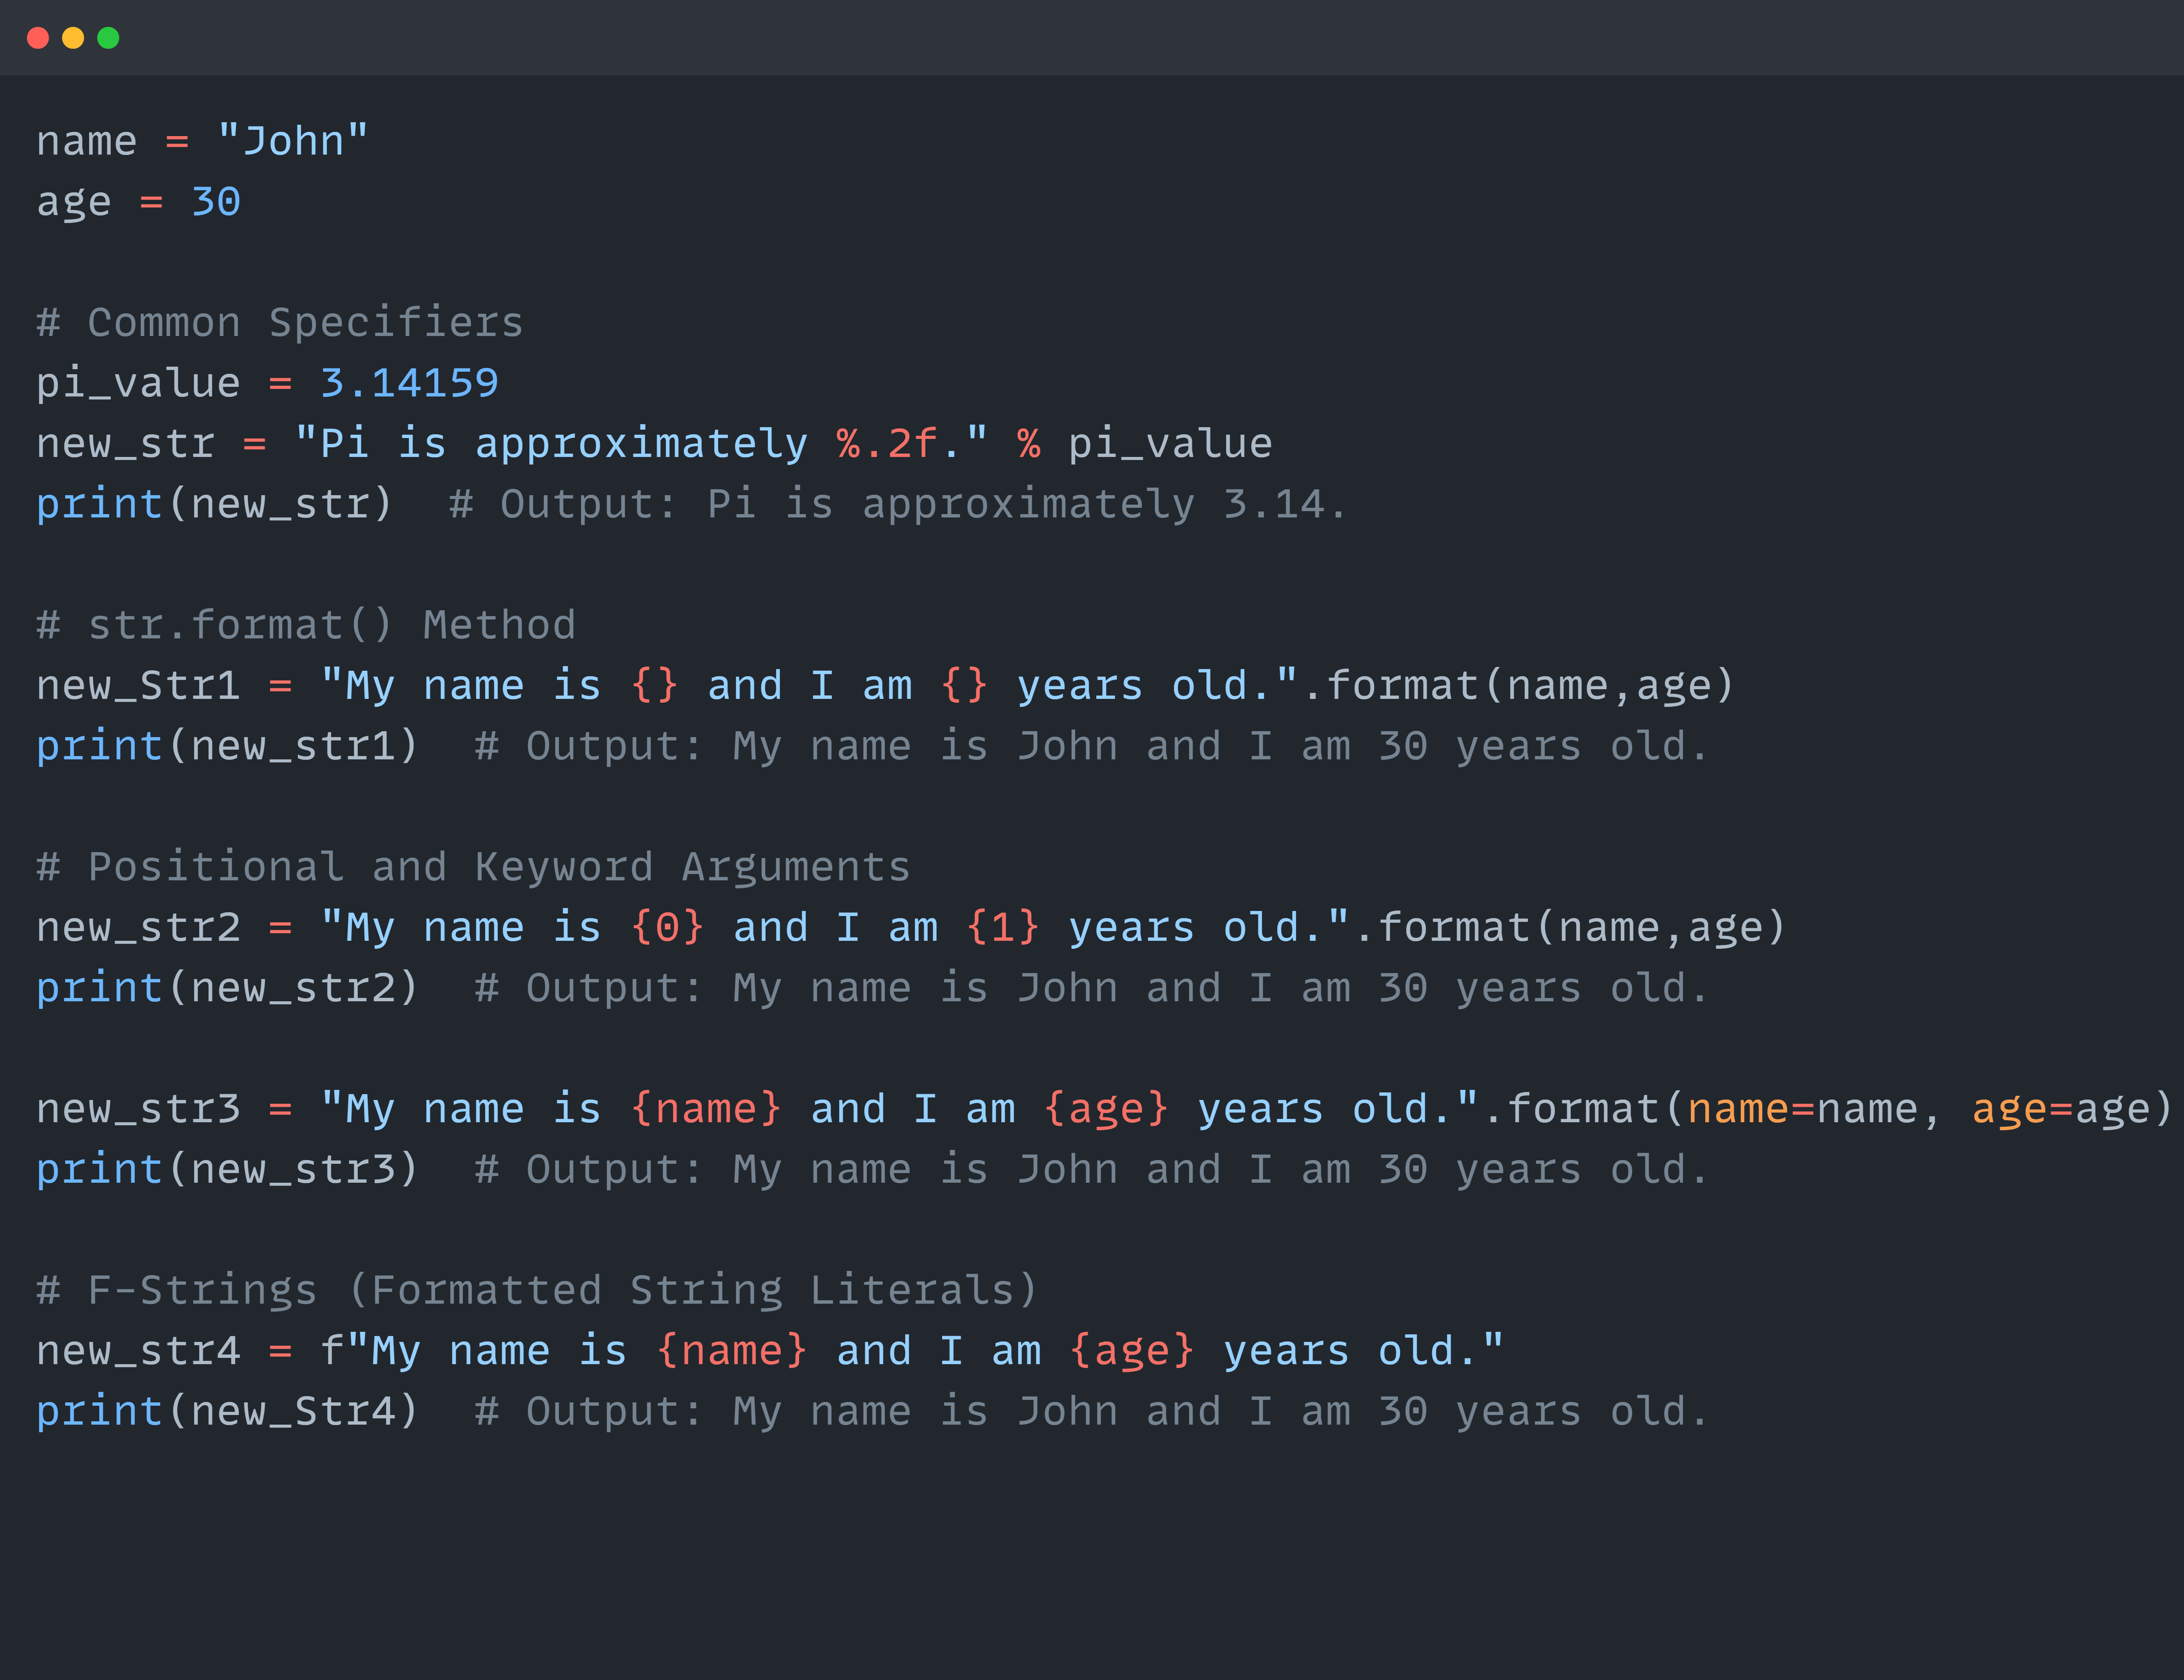 name = "John"
age = 30
# Common Specifiers
pi_value = 3.14159
new_str = "Pi is approximately %.2f." % pi_value
print(new_str)  # Output: Pi is approximately 3.14.
# str.format() Method
new_Str1 = "My name is {} and I am {} years old.".format(name,age)
print(new_str1)  # Output: My name is John and I am 30 years old.
# Positional and Keyword Arguments
new_str2 = "My name is {0} and I am {1} years old.".format(name,age)
print(new_str2)  # Output: My name is John and I am 30 years old.
new_str3 = "My name is {name} and I am {age} years old.".format(name=name, age=age)
print(new_str3)  # Output: My name is John and I am 30 years old.
# F-Strings (Formatted String Literals)
new_str4 = f"My name is {name} and I am {age} years old."
print(new_Str4)  # Output: My name is John and I am 30 years old.